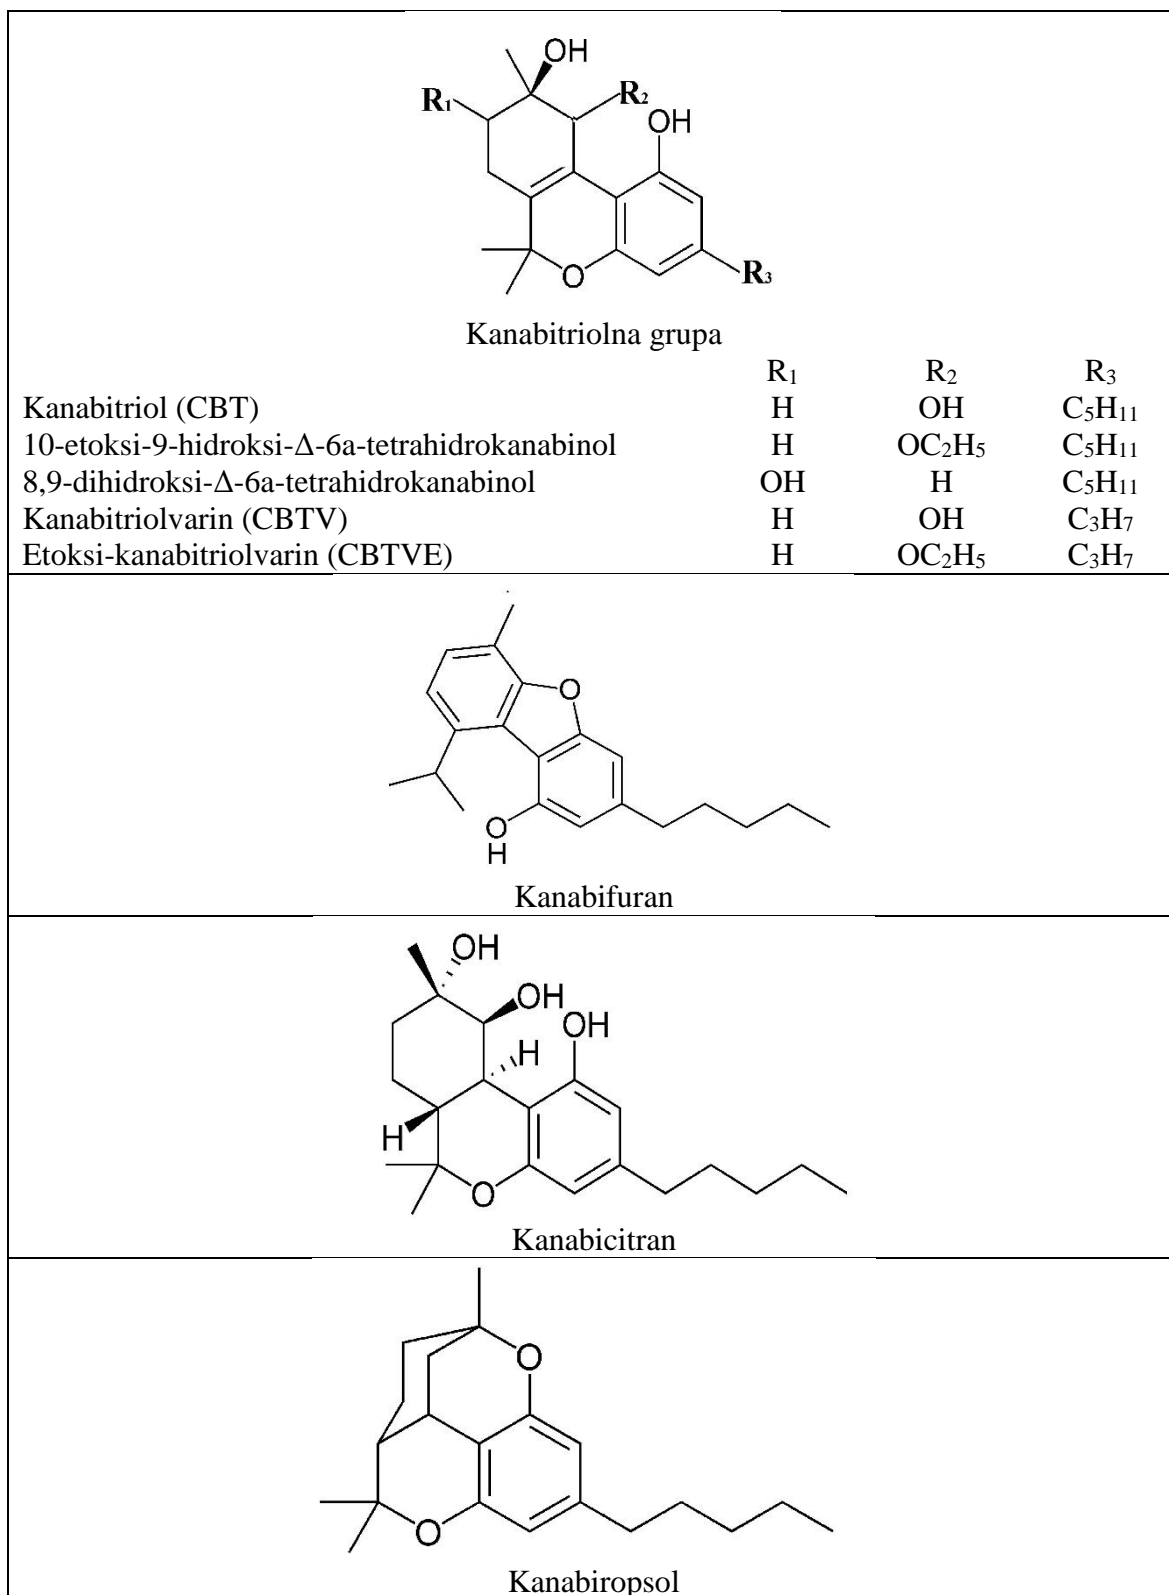 OH
R₁
R₂
OH
O
R₃
Kanabitriolna grupa
R₁ R₂ R₃
Kanabitriol (CBT) H OH C₅H₁₁
10-etoksi-9-hidroksi-Δ-6a-tetrahidrokanabinol H OC₂H₅ C₅H₁₁
8,9-dihidroksi-Δ-6a-tetrahidrokanabinol OH H C₅H₁₁
Kanabitriolvarin (CBTV) H OH C₃H₇
Etoksi-kanabitriolvarin (CBTVE) H OC₂H₅ C₃H₇
O
O
H
Kanabifuran
OH
OH
OH
H
H
O
Kanabicitran
O
O
Kanabiropsol